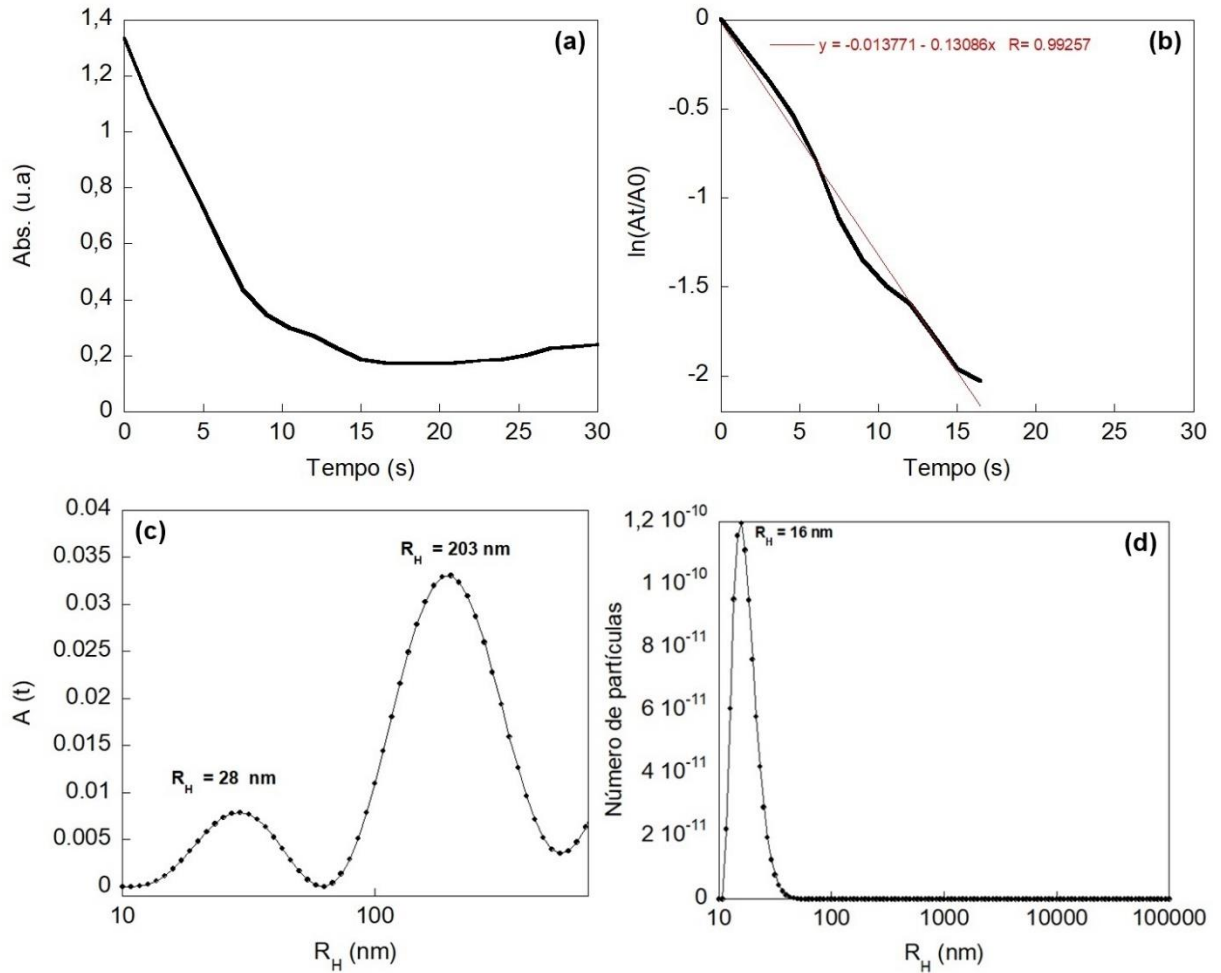 (a)
1,4
1,2
1
0,8
0,6
0,4
0,2
0
Abs. (u.a)
0 5 10 15 20 25 30
Tempo (s)
(b)
y = -0.013771 - 0.13086x R= 0.99257
0
-0.5
-1
-1.5
-2
ln(At/A0)
0 5 10 15 20 25 30
Tempo (s)
(c)
0.04
0.035
0.03
0.025
0.02
0.015
0.01
0.005
0
A (t)
R_H = 28 nm
R_H = 203 nm
10 100
R_H (nm)
(d)
1,2 10⁻¹⁰
1 10⁻¹⁰
8 10⁻¹¹
6 10⁻¹¹
4 10⁻¹¹
2 10⁻¹¹
0
Número de partículas
R_H = 16 nm
10 100 1000 10000 100000
R_H (nm)